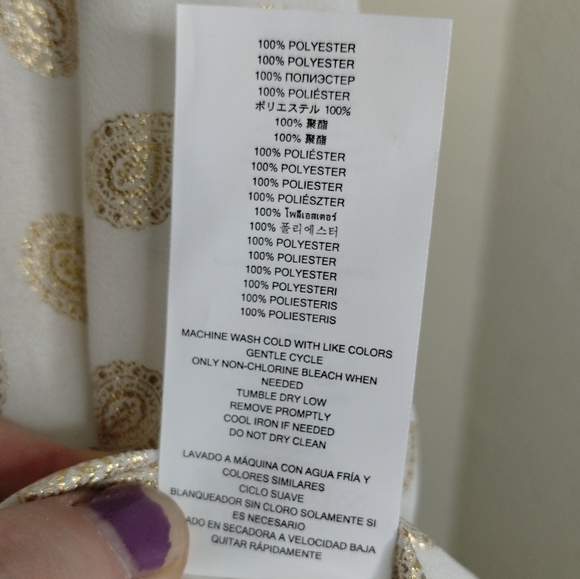 100% POLYESTER
100% POLYESTER
100% ПОЛИЭСТЕР
100% POLIÉSTER
ポリエステル 100%
100% 聚酯
100% 聚酯
100% POLIÉSTER
100% POLYESTER
100% POLIESTER
100% POLIÉSZTER
100% โพลีเอสเตอร์
100% 폴리에스터
100% POLYESTER
100% POLIESTER
100% POLYESTER
100% POLYESTERI
100% POLIESTERIS
100% POLIESTERIS
MACHINE WASH COLD WITH LIKE COLORS
GENTLE CYCLE
ONLY NON-CHLORINE BLEACH WHEN
NEEDED
TUMBLE DRY LOW
REMOVE PROMPTLY
COOL IRON IF NEEDED
DO NOT DRY CLEAN
LAVADO A MÁQUINA CON AGUA FRÍA Y
COLORES SIMILARES
CICLO SUAVE
BLANQUEADOR SIN CLORO SOLAMENTE SI
ES NECESARIO
EN SECADORA A VELOCIDAD BAJA
QUITAR RÁPIDAMENTE